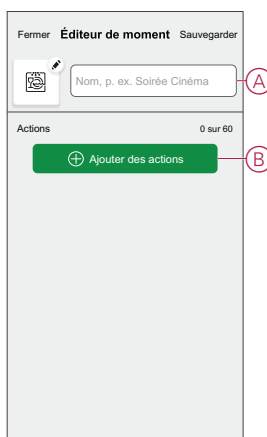 Fermer Éditeur de moment Sauvegarder
Nom, p. ex. Soirée Cinéma
A
Actions 0 sur 60
Ajouter des actions
B